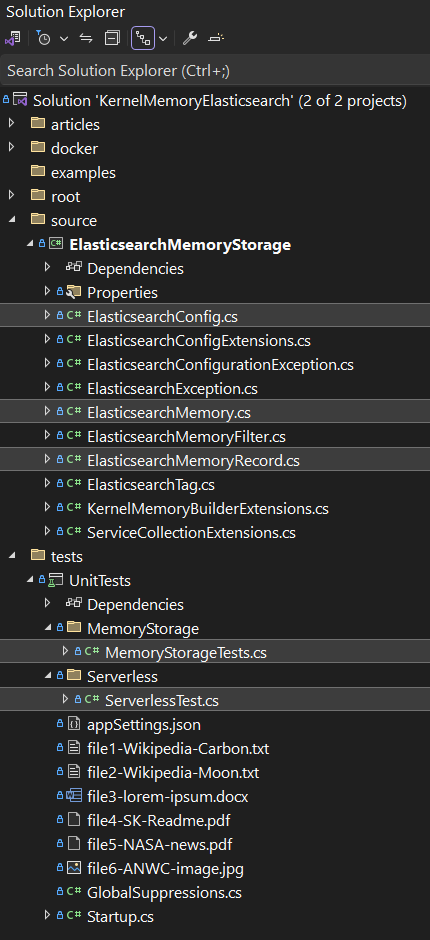 Solution Explorer
Search Solution Explorer (Ctrl+;)
Solution 'KernelMemoryElasticsearch' (2 of 2 projects)
articles
docker
examples
root
source
C# ElasticsearchMemoryStorage
Dependencies
Properties
C# ElasticsearchConfig.cs
C# ElasticsearchConfigExtensions.cs
C# ElasticsearchConfigurationException.cs
C# ElasticsearchException.cs
C# ElasticsearchMemory.cs
C# ElasticsearchMemoryFilter.cs
C# ElasticsearchMemoryRecord.cs
C# ElasticsearchTag.cs
C# KernelMemoryBuilderExtensions.cs
C# ServiceCollectionExtensions.cs
tests
UnitTests
Dependencies
MemoryStorage
C# MemoryStorageTests.cs
Serverless
C# ServerlessTest.cs
appSettings.json
file1-Wikipedia-Carbon.txt
file2-Wikipedia-Moon.txt
file3-lorem-ipsum.docx
file4-SK-Readme.pdf
file5-NASA-news.pdf
file6-ANWC-image.jpg
C# GlobalSuppressions.cs
C# Startup.cs